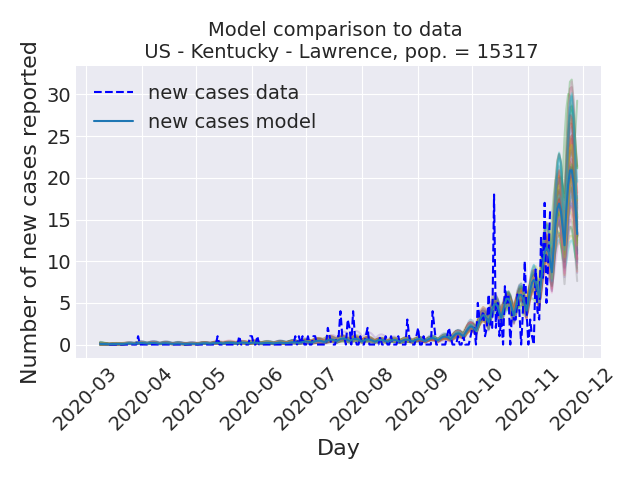 Model comparison to data
US - Kentucky - Lawrence, pop. = 15317
Number of new cases reported
30
25
20
15
10
5
0
new cases data
new cases model
2020-03
2020-04
2020-05
2020-06
2020-07
2020-08
2020-09
2020-10
2020-11
2020-12
Day